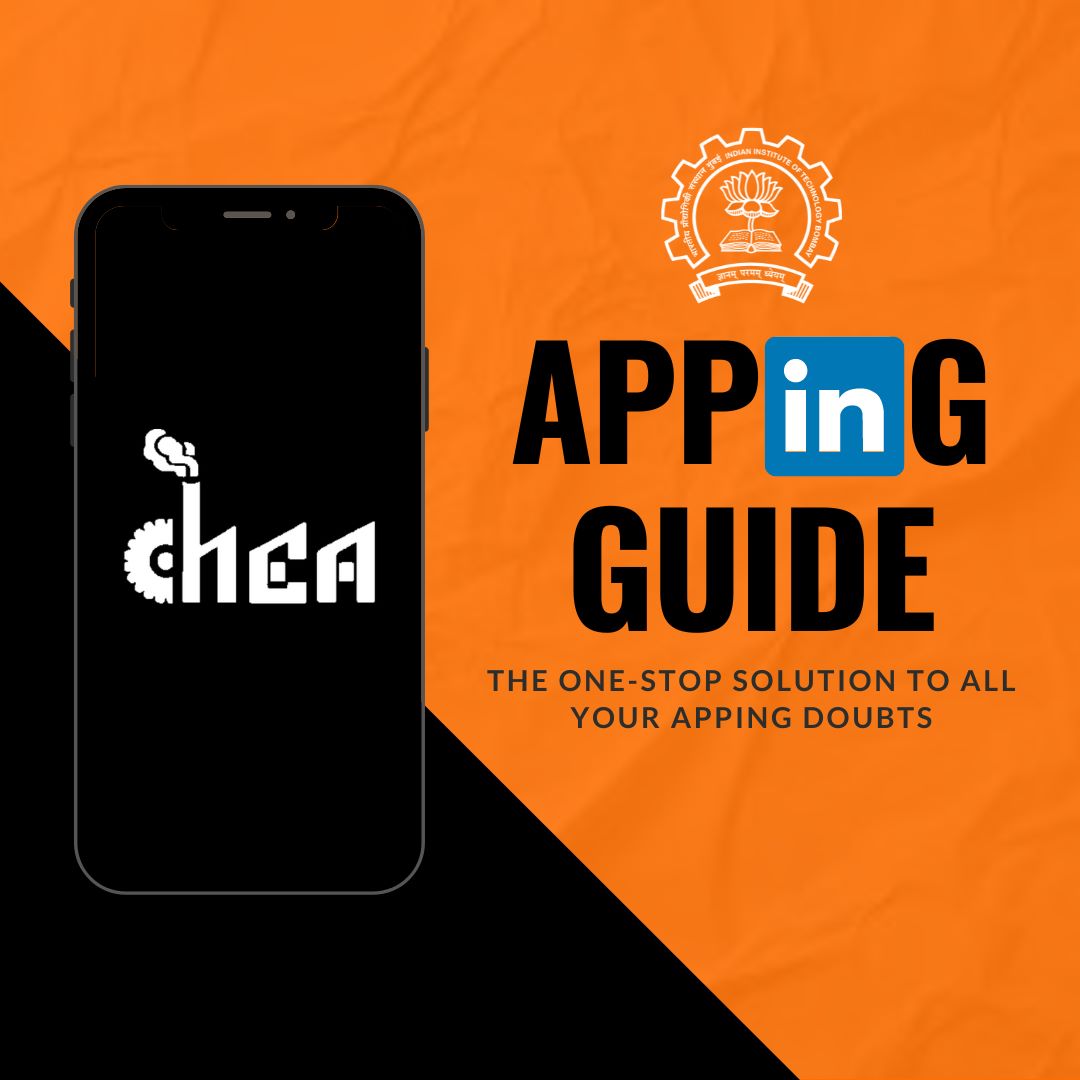 भारतीय प्रौद्योगिकी संस्थान मुंबई INDIAN INSTITUTE OF TECHNOLOGY BOMBAY
ज्ञानम् परमम् ध्येयम्
APPinG
GUIDE
THE ONE-STOP SOLUTION TO ALL
YOUR APPING DOUBTS
chEA